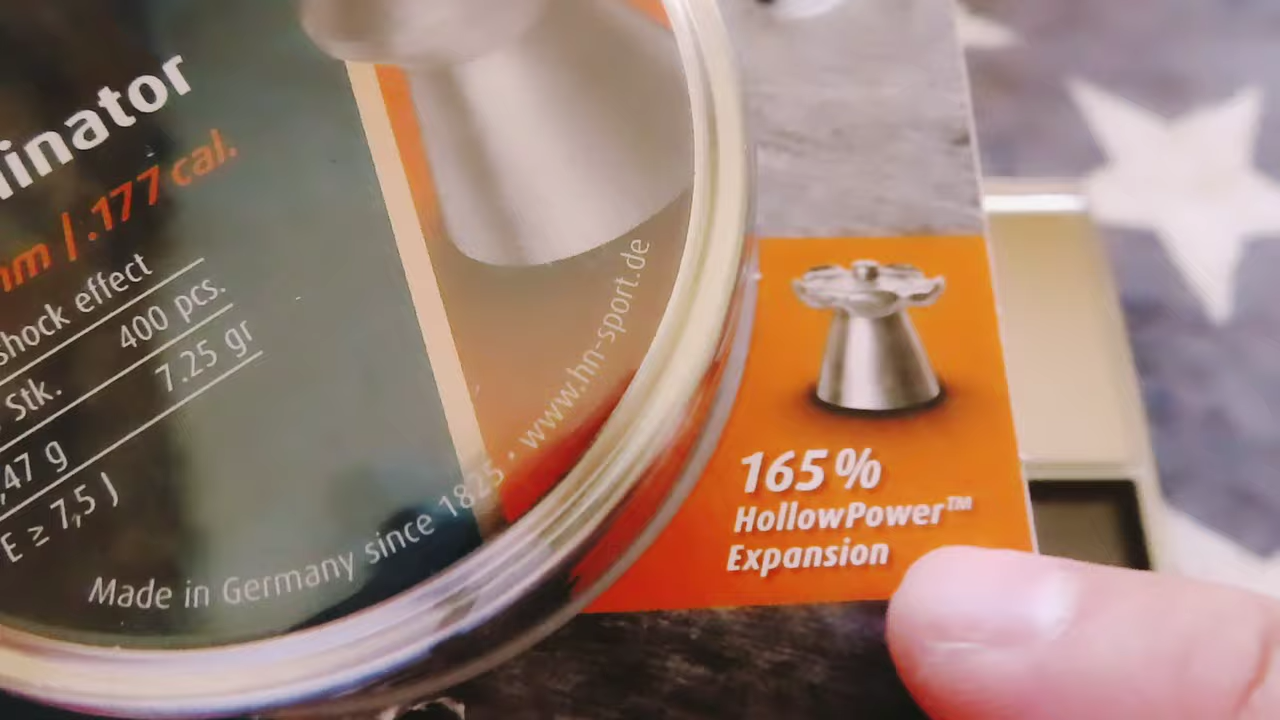 inator
.177 cal.
shock effect
Stk. 400 pcs.
,47 g 7.25 gr
E ≥ 7,5 J
Made in Germany since 1825 • www.hn-sport.de
165%
HollowPower™
Expansion